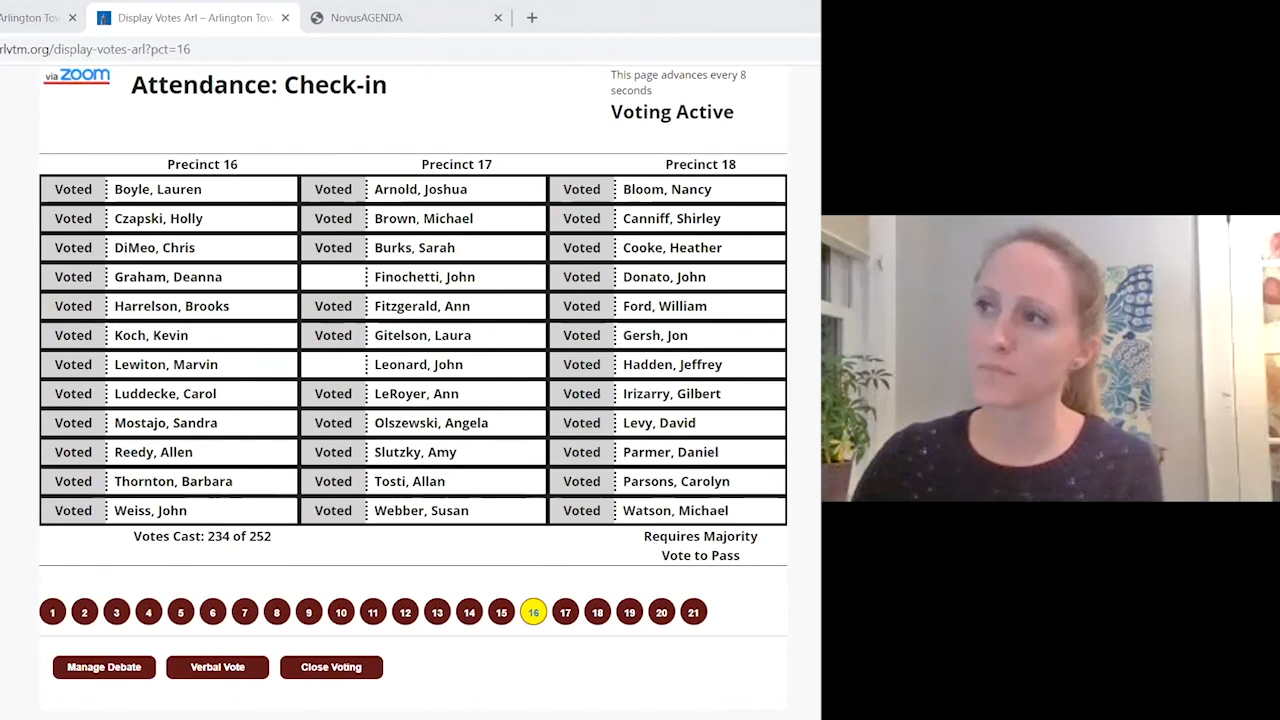 Arlington Tow
Display Votes Arl – Arlington Tow
NovusAGENDA
rlvtm.org/display-votes-arl?pct=16
via zoom
Attendance: Check-in
This page advances every 8
seconds
Voting Active
Precinct 16 Precinct 17 Precinct 18
Voted Boyle, Lauren Voted Arnold, Joshua Voted Bloom, Nancy
Voted Czapski, Holly Voted Brown, Michael Voted Canniff, Shirley
Voted DiMeo, Chris Voted Burks, Sarah Voted Cooke, Heather
Voted Graham, Deanna Finochetti, John Voted Donato, John
Voted Harrelson, Brooks Voted Fitzgerald, Ann Voted Ford, William
Voted Koch, Kevin Voted Gitelson, Laura Voted Gersh, Jon
Voted Lewiton, Marvin Leonard, John Voted Hadden, Jeffrey
Voted Luddecke, Carol Voted LeRoyer, Ann Voted Irizarry, Gilbert
Voted Mostajo, Sandra Voted Olszewski, Angela Voted Levy, David
Voted Reedy, Allen Voted Slutzky, Amy Voted Parmer, Daniel
Voted Thornton, Barbara Voted Tosti, Allan Voted Parsons, Carolyn
Voted Weiss, John Voted Webber, Susan Voted Watson, Michael
Votes Cast: 234 of 252
Requires Majority
Vote to Pass
1 2 3 4 5 6 7 8 9 10 11 12 13 14 15 16 17 18 19 20 21
Manage Debate Verbal Vote Close Voting